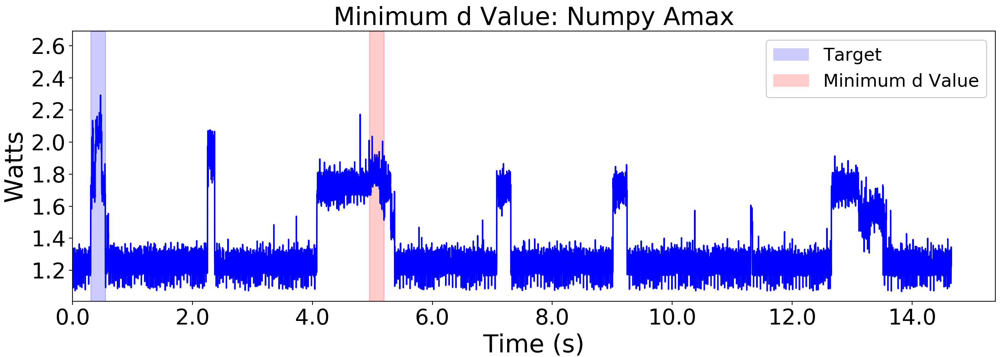 Minimum d Value: Numpy Amax
Target
Minimum d Value
Watts
2.6
2.4
2.2
2.0
1.8
1.6
1.4
1.2
0.0 2.0 4.0 6.0 8.0 10.0 12.0 14.0
Time (s)